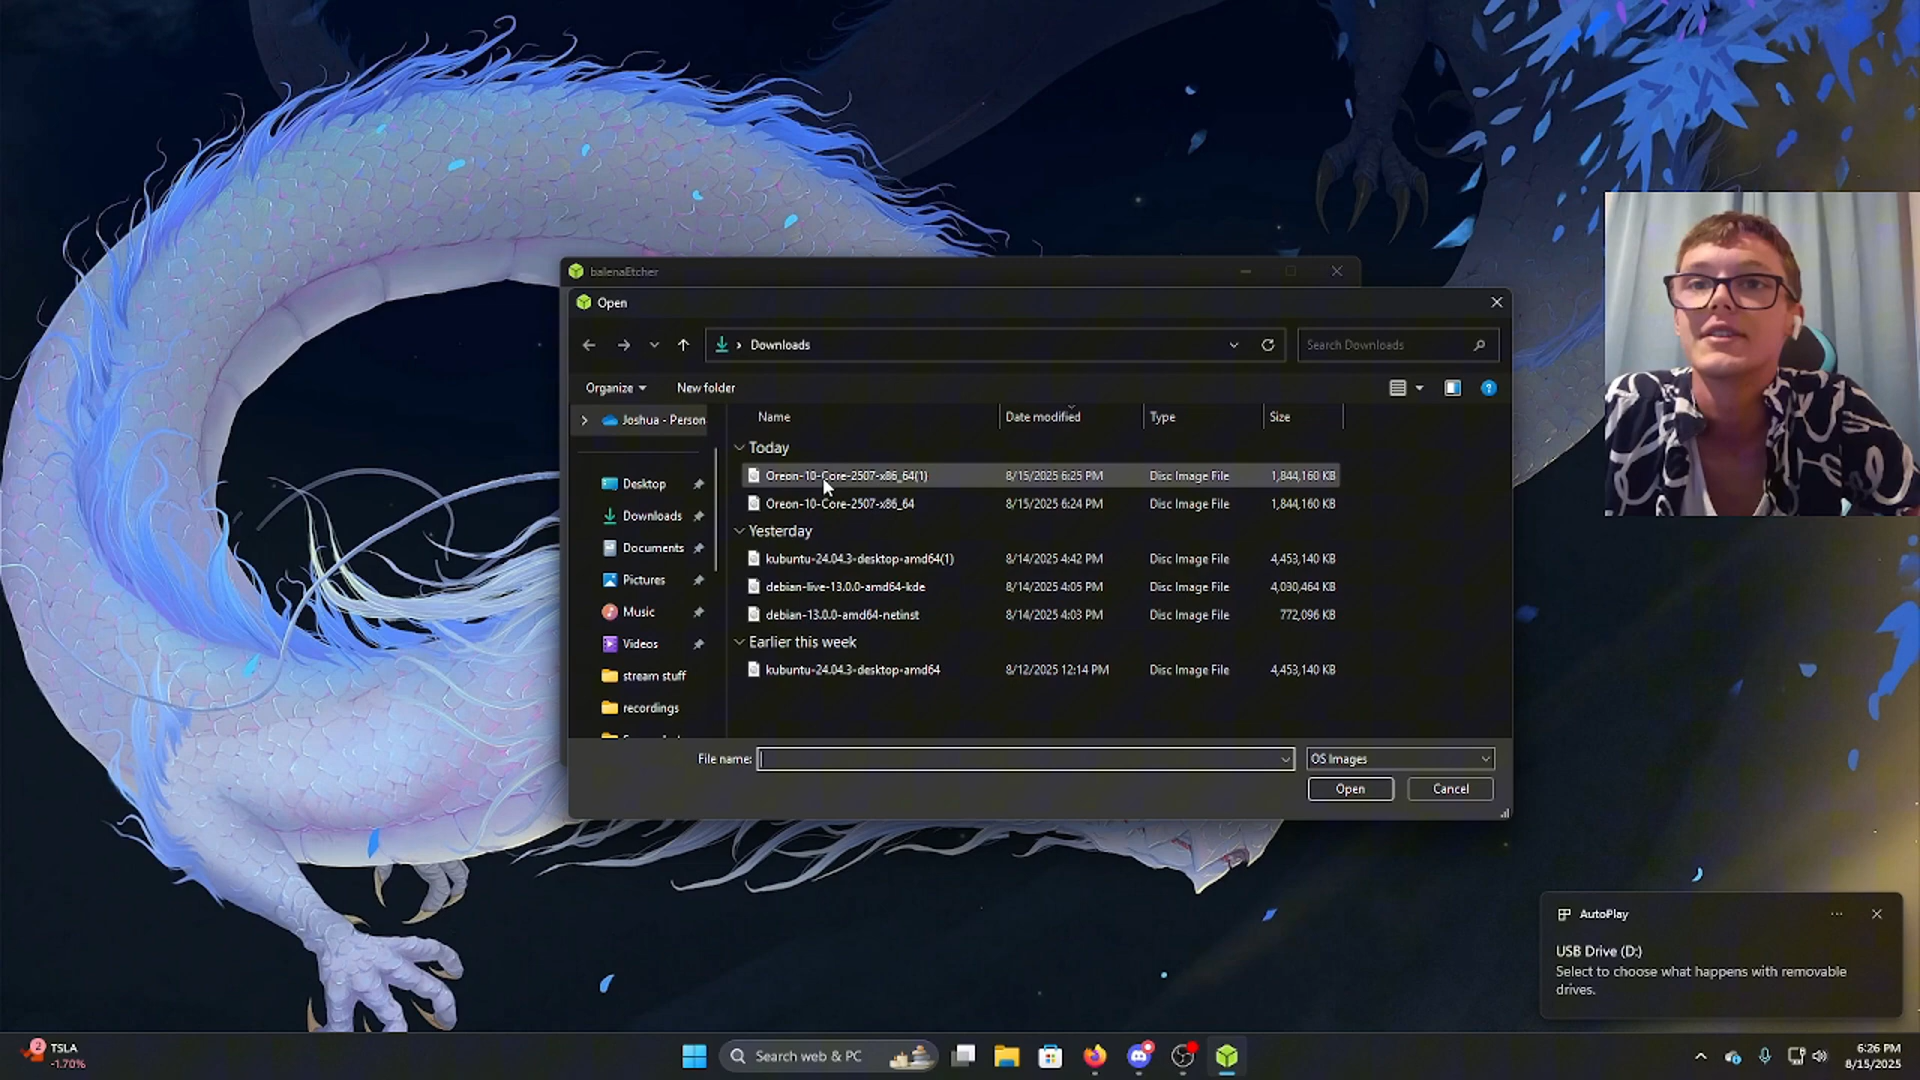 balenaEtcher
Open
Downloads
Search Downloads
Organize
New folder
Joshua - Person
Name
Date modified
Type
Size
Today
Oreon-10-Core-2507-x86_64(1) 8/15/2025 6:25 PM Disc Image File 1,844,160 KB
Oreon-10-Core-2507-x86_64 8/15/2025 6:24 PM Disc Image File 1,844,160 KB
Yesterday
kubuntu-24.04.3-desktop-amd64(1) 8/14/2025 4:42 PM Disc Image File 4,453,140 KB
debian-live-13.0.0-amd64-kde 8/14/2025 4:05 PM Disc Image File 4,030,464 KB
debian-13.0.0-amd64-netinst 8/14/2025 4:03 PM Disc Image File 772,096 KB
Earlier this week
kubuntu-24.04.3-desktop-amd64 8/12/2025 12:14 PM Disc Image File 4,453,140 KB
Desktop
Downloads
Documents
Pictures
Music
Videos
stream stuff
recordings
File name:
OS Images
Open
Cancel
AutoPlay
USB Drive (D:)
Select to choose what happens with removable
drives.
2
TSLA
-1.70%
Search web & PC
6:26 PM
8/15/2025